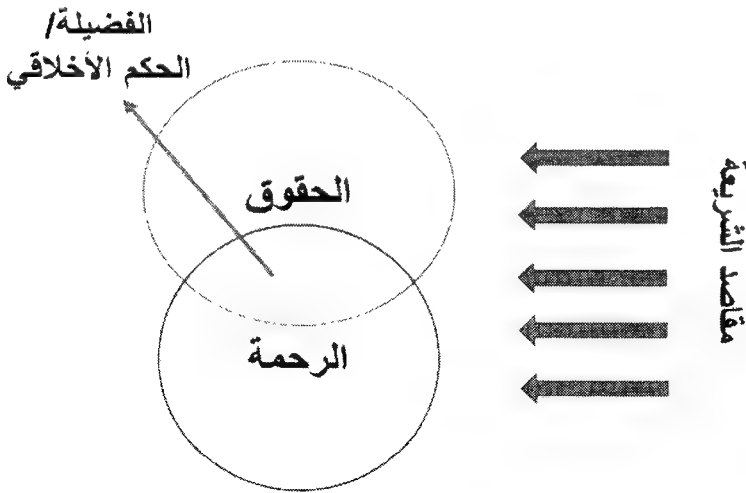 الفضيلة/
الحكم الأخلاقي
الحقوق
الرحمة
مقاصد الشريعة